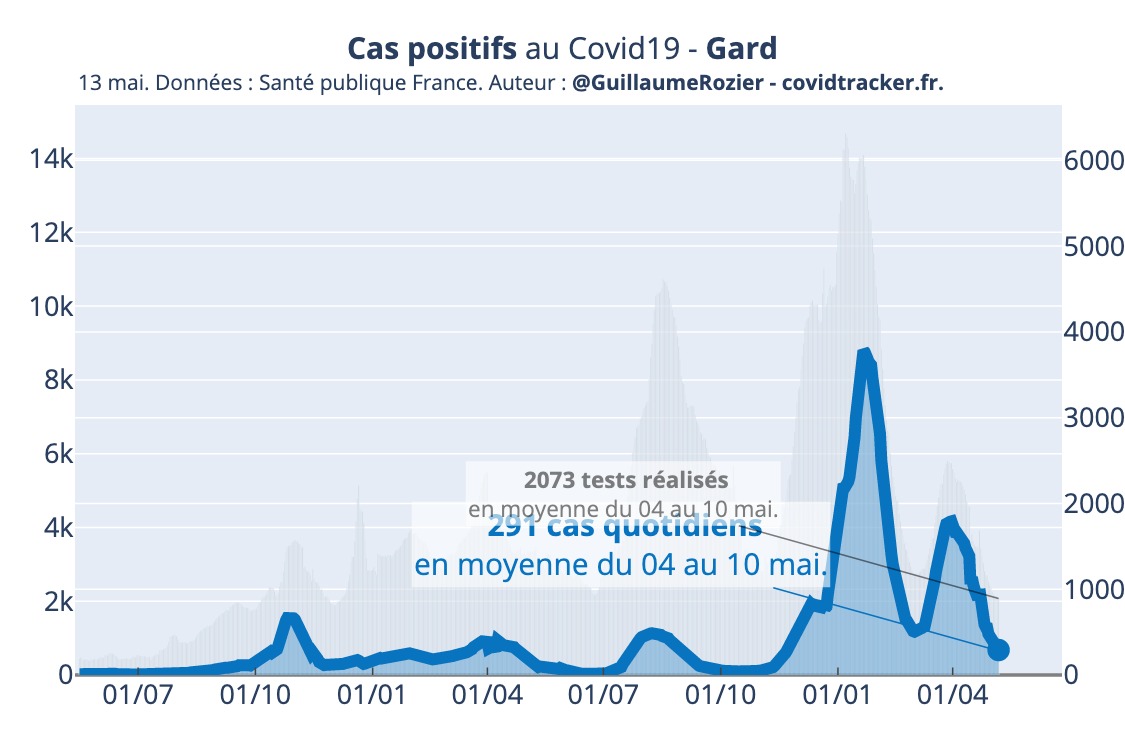 Cas positifs au Covid19 - Gard
13 mai. Données : Santé publique France. Auteur : @GuillaumeRozier - covidtracker.fr.
14k
12k
10k
8k
6k
4k
2k
0
6000
5000
4000
3000
2000
1000
0
2073 tests réalisés
en moyenne du 04 au 10 mai.
291 cas quotidiens
en moyenne du 04 au 10 mai.
01/07
01/10
01/01
01/04
01/07
01/10
01/01
01/04